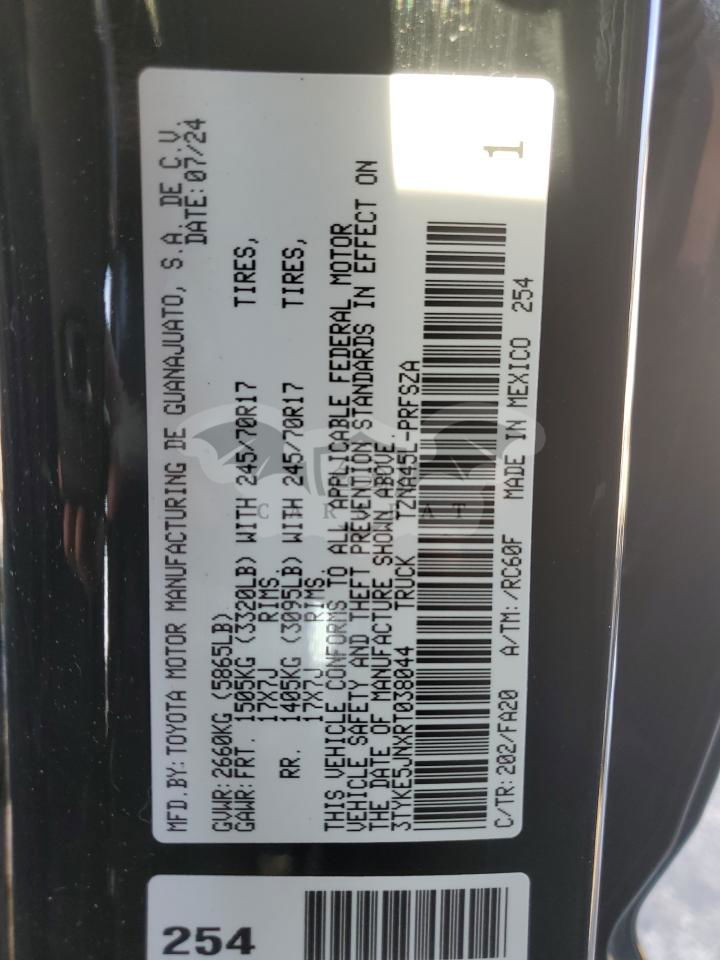 MFD.BY:TOYOTA MOTOR MANUFACTURING DE GUANAJUATO, S.A. DE C.V.
DATE:07/24
GVWR:2660KG (5865LB)
GAWR:FRT. 1505KG (3320LB) WITH 245/70R17 TIRES,
17X7J RIMS
RR. 1405KG (3095LB) WITH 245/70R17 TIRES,
17X7J RIMS.
THIS VEHICLE CONFORMS TO ALL APPLICABLE FEDERAL MOTOR
VEHICLE SAFETY AND THEFT PREVENTION STANDARDS IN EFFECT ON
THE DATE OF MANUFACTURE SHOWN ABOVE.
3TYKE5JNXRT038044 TRUCK TZNA45L-PRFSZA
C/TR:202/FA20 A/TM:/RC60F MADE IN MEXICO 254
1
254